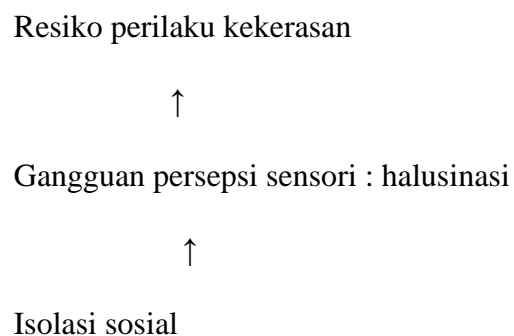 Resiko perilaku kekerasan
↑
Gangguan persepsi sensori : halusinasi
↑
Isolasi sosial